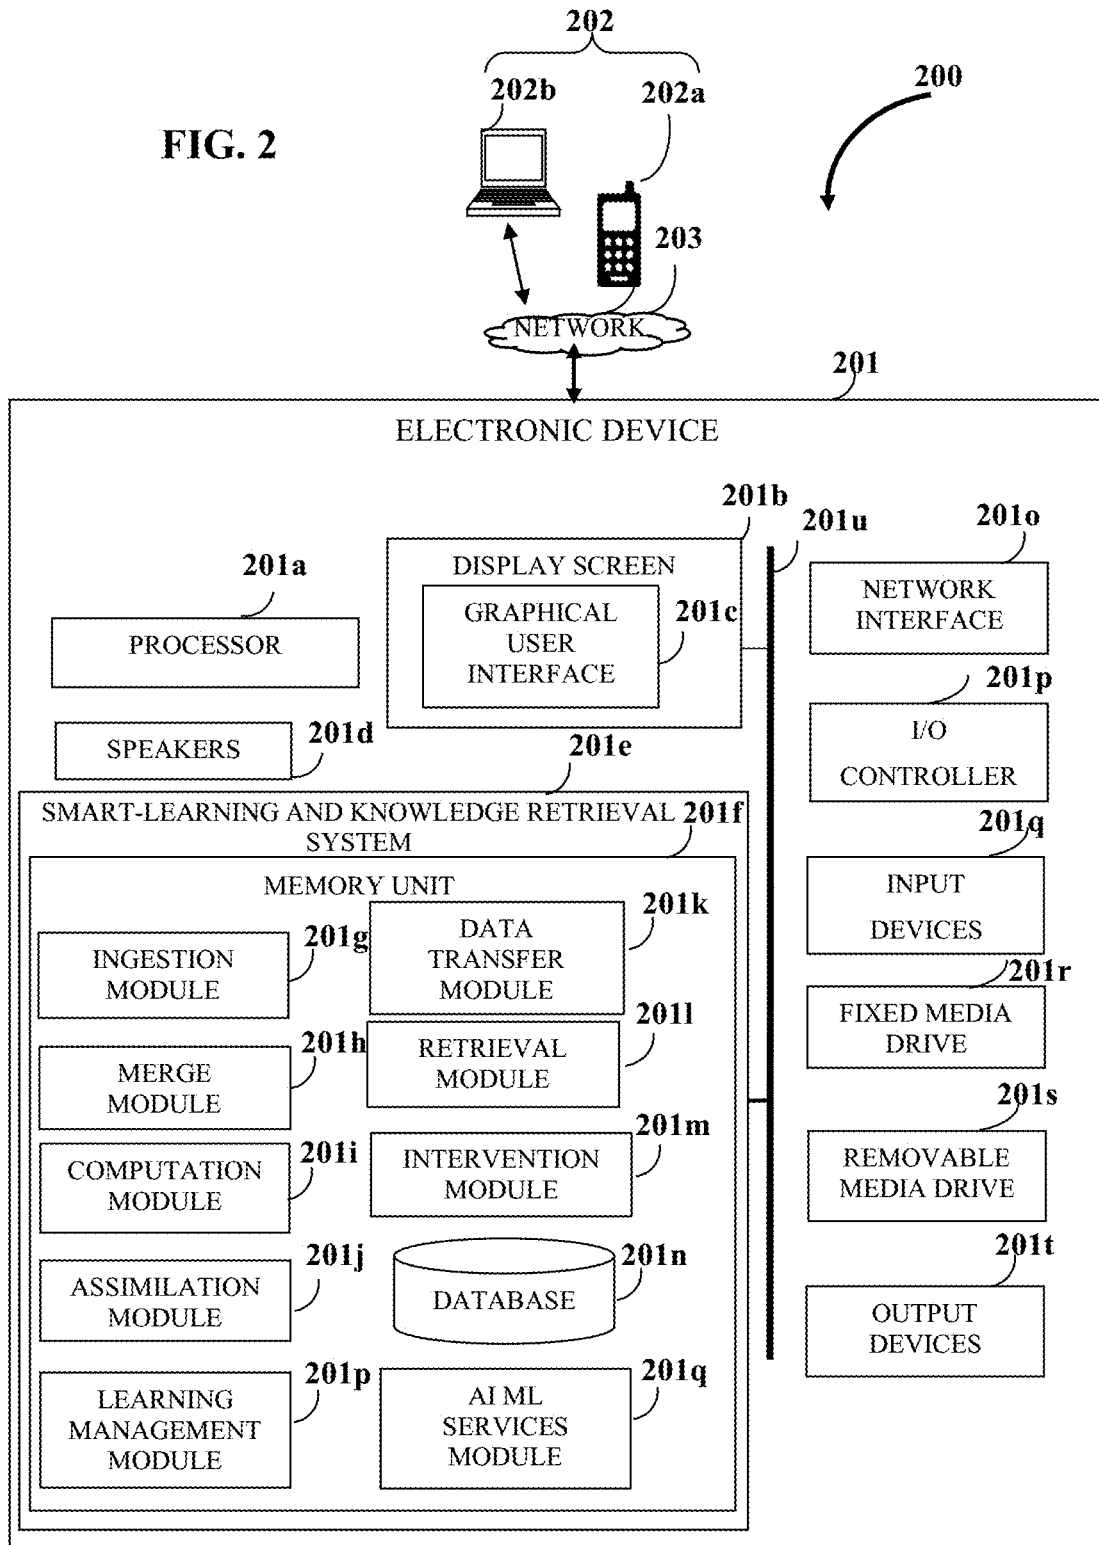 202
202b
202a
200
FIG. 2
203
NETWORK
201
ELECTRONIC DEVICE
201b
201u
201o
DISPLAY SCREEN
NETWORK
INTERFACE
201a
GRAPHICAL
USER
INTERFACE
201c
PROCESSOR
201p
I/O
CONTROLLER
SPEAKERS
201d
201e
SMART-LEARNING AND KNOWLEDGE RETRIEVAL
SYSTEM
201f
201q
MEMORY UNIT
INPUT
DEVICES
201g
INGESTION
MODULE
DATA
TRANSFER
MODULE
201k
201r
FIXED MEDIA
DRIVE
201h
MERGE
MODULE
RETRIEVAL
MODULE
201l
201s
COMPUTATION
MODULE
201i
INTERVENTION
MODULE
201m
REMOVABLE
MEDIA DRIVE
201j
ASSIMILATION
MODULE
DATABASE
201n
201t
OUTPUT
DEVICES
LEARNING
MANAGEMENT
MODULE
201p
AI ML
SERVICES
MODULE
201q